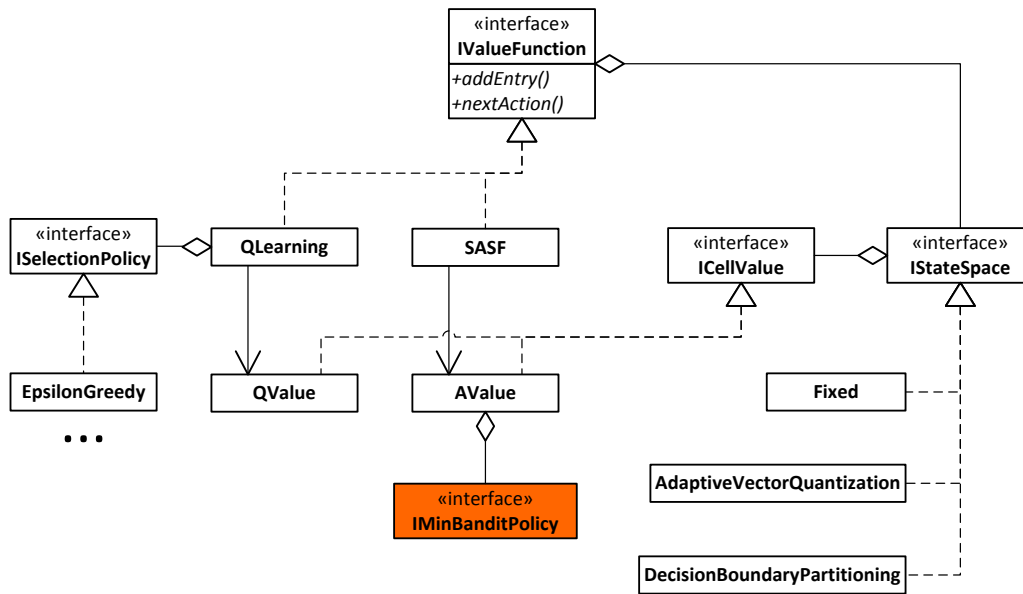 «interface»
IValueFunction
+addEntry()
+nextAction()
«interface»
ISelectionPolicy
QLearning
SASF
«interface»
ICellValue
«interface»
IStateSpace
EpsilonGreedy
...
QValue
AValue
Fixed
«interface»
IMinBanditPolicy
AdaptiveVectorQuantization
DecisionBoundaryPartitioning